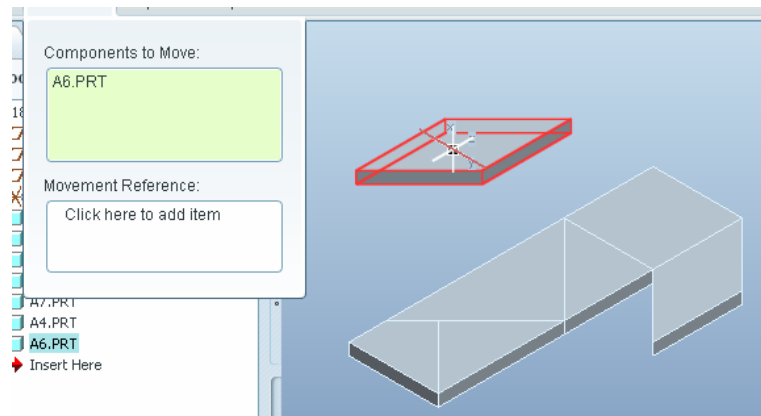 Components to Move:
A6.PRT
Movement Reference:
Click here to add item
A7.PRT
A4.PRT
A6.PRT
Insert Here
x
y